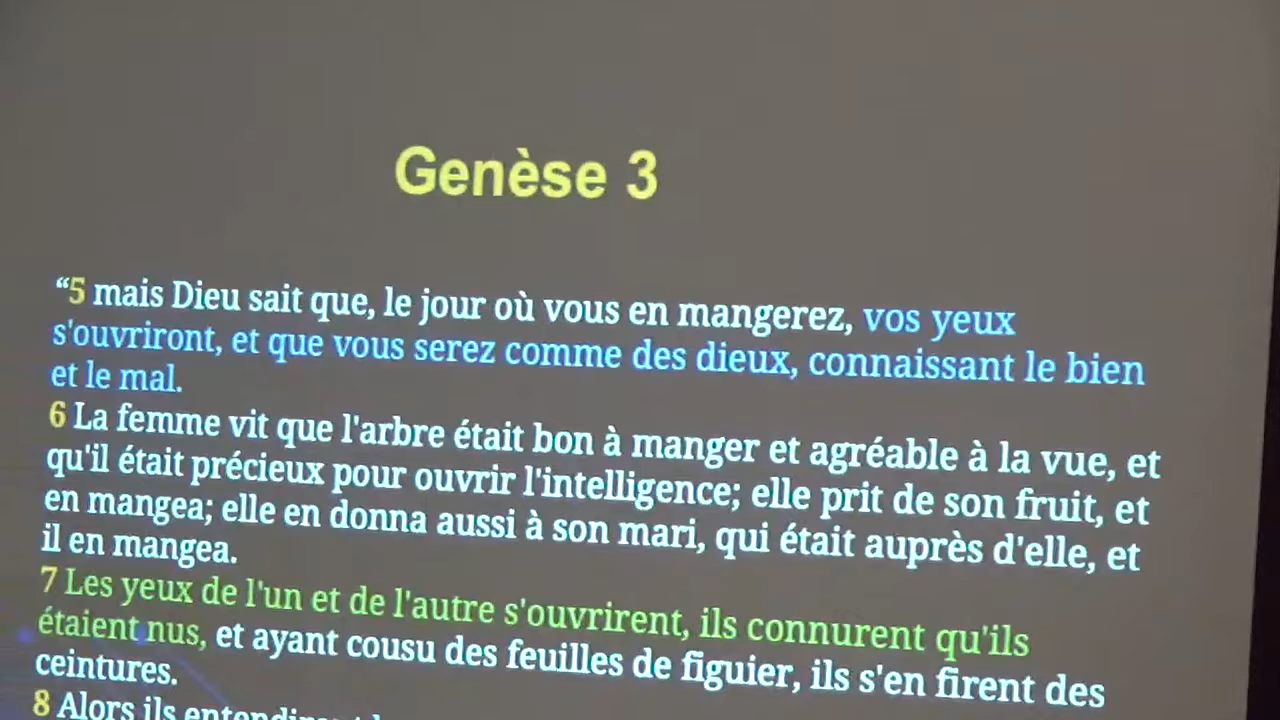 Genèse 3
“5 mais Dieu sait que, le jour où vous en mangerez, vos yeux
s'ouvriront, et que vous serez comme des dieux, connaissant le bien
et le mal.
6 La femme vit que l'arbre était bon à manger et agréable à la vue, et
qu'il était précieux pour ouvrir l'intelligence; elle prit de son fruit, et
en mangea; elle en donna aussi à son mari, qui était auprès d'elle, et
il en mangea.
7 Les yeux de l'un et de l'autre s'ouvrirent, ils connurent qu'ils
étaient nus, et ayant cousu des feuilles de figuier, ils s'en firent des
ceintures.
8 Alors ils